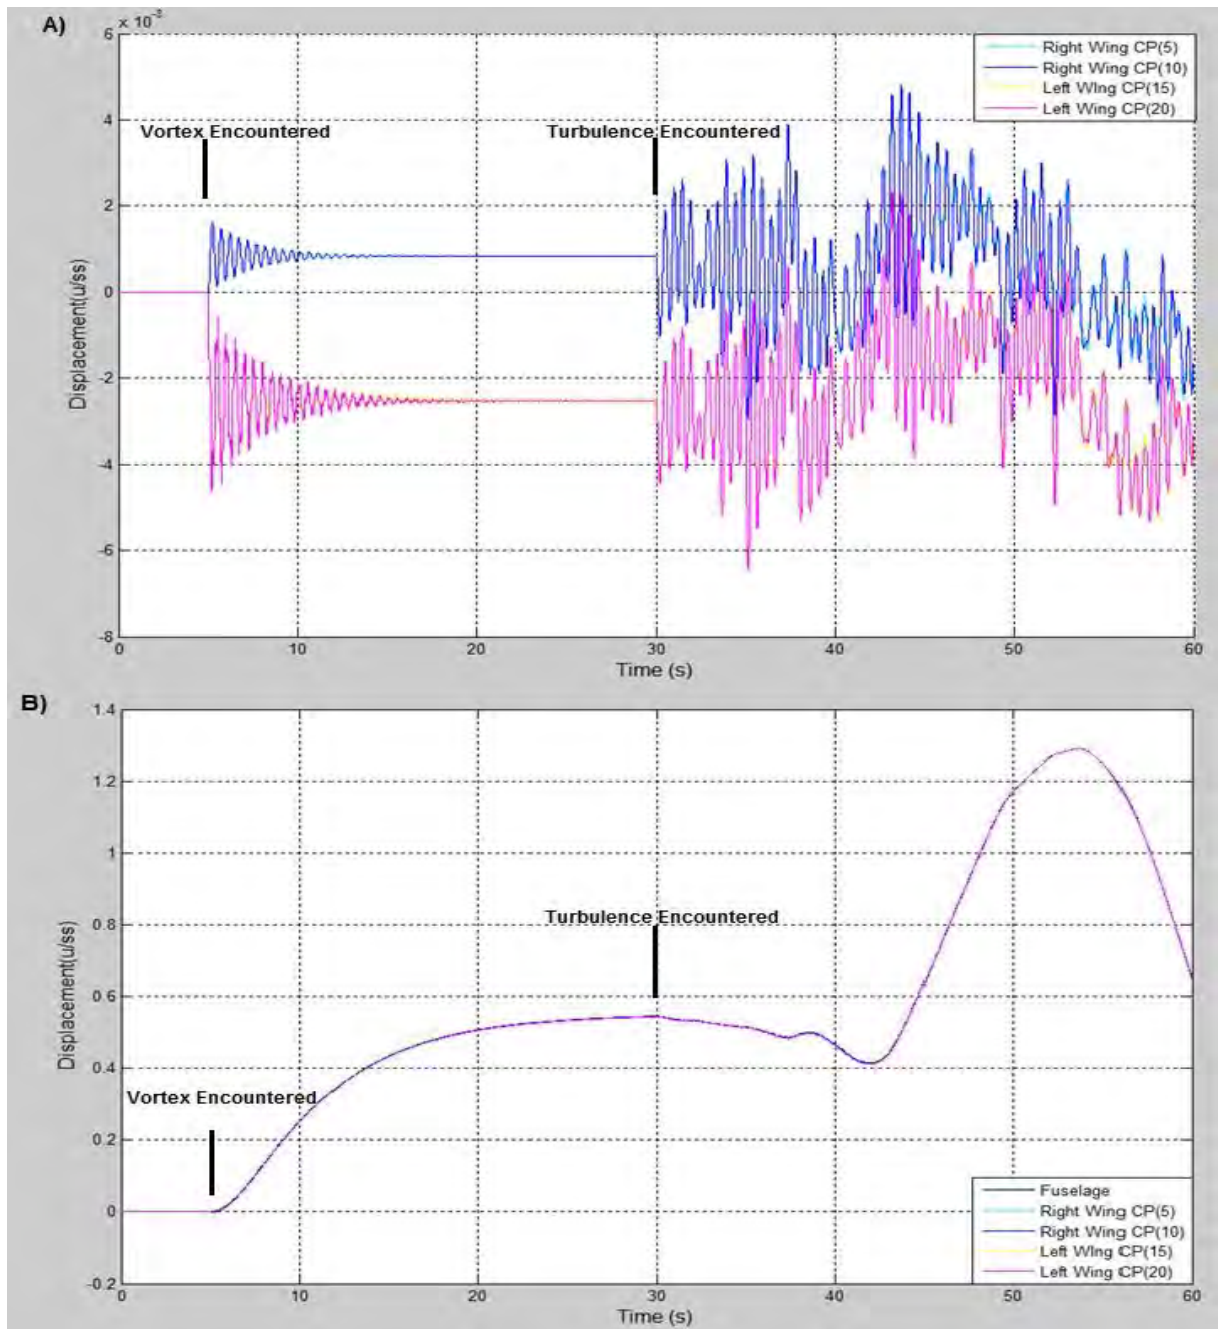 A)
x 10⁻³
6
4
2
0
-2
-4
-6
-8
0
10
20
30
40
50
60
Displacement(u/ss)
Time (s)
Vortex Encountered
Turbulence Encountered
Right Wing CP(5)
Right Wing CP(10)
Left WIng CP(15)
Left Wing CP(20)
B)
1.4
1.2
1
0.8
0.6
0.4
0.2
0
-0.2
0
10
20
30
40
50
60
Displacement(u/ss)
Time (s)
Turbulence Encountered
Vortex Encountered
Fuselage
Right Wing CP(5)
Right Wing CP(10)
Left WIng CP(15)
Left Wing CP(20)